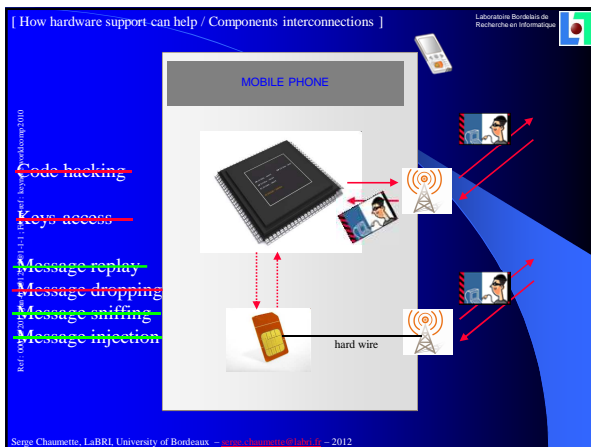 [ How hardware support can help / Components interconnections ]
Laboratoire Bordelais de
Recherche en Informatique
MOBILE PHONE
Code hacking
Keys access
Message replay
Message dropping
Message sniffing
Message injection
hard wire
Serge Chaumette, LaBRI, University of Bordeaux – serge.chaumette@labri.fr – 2012